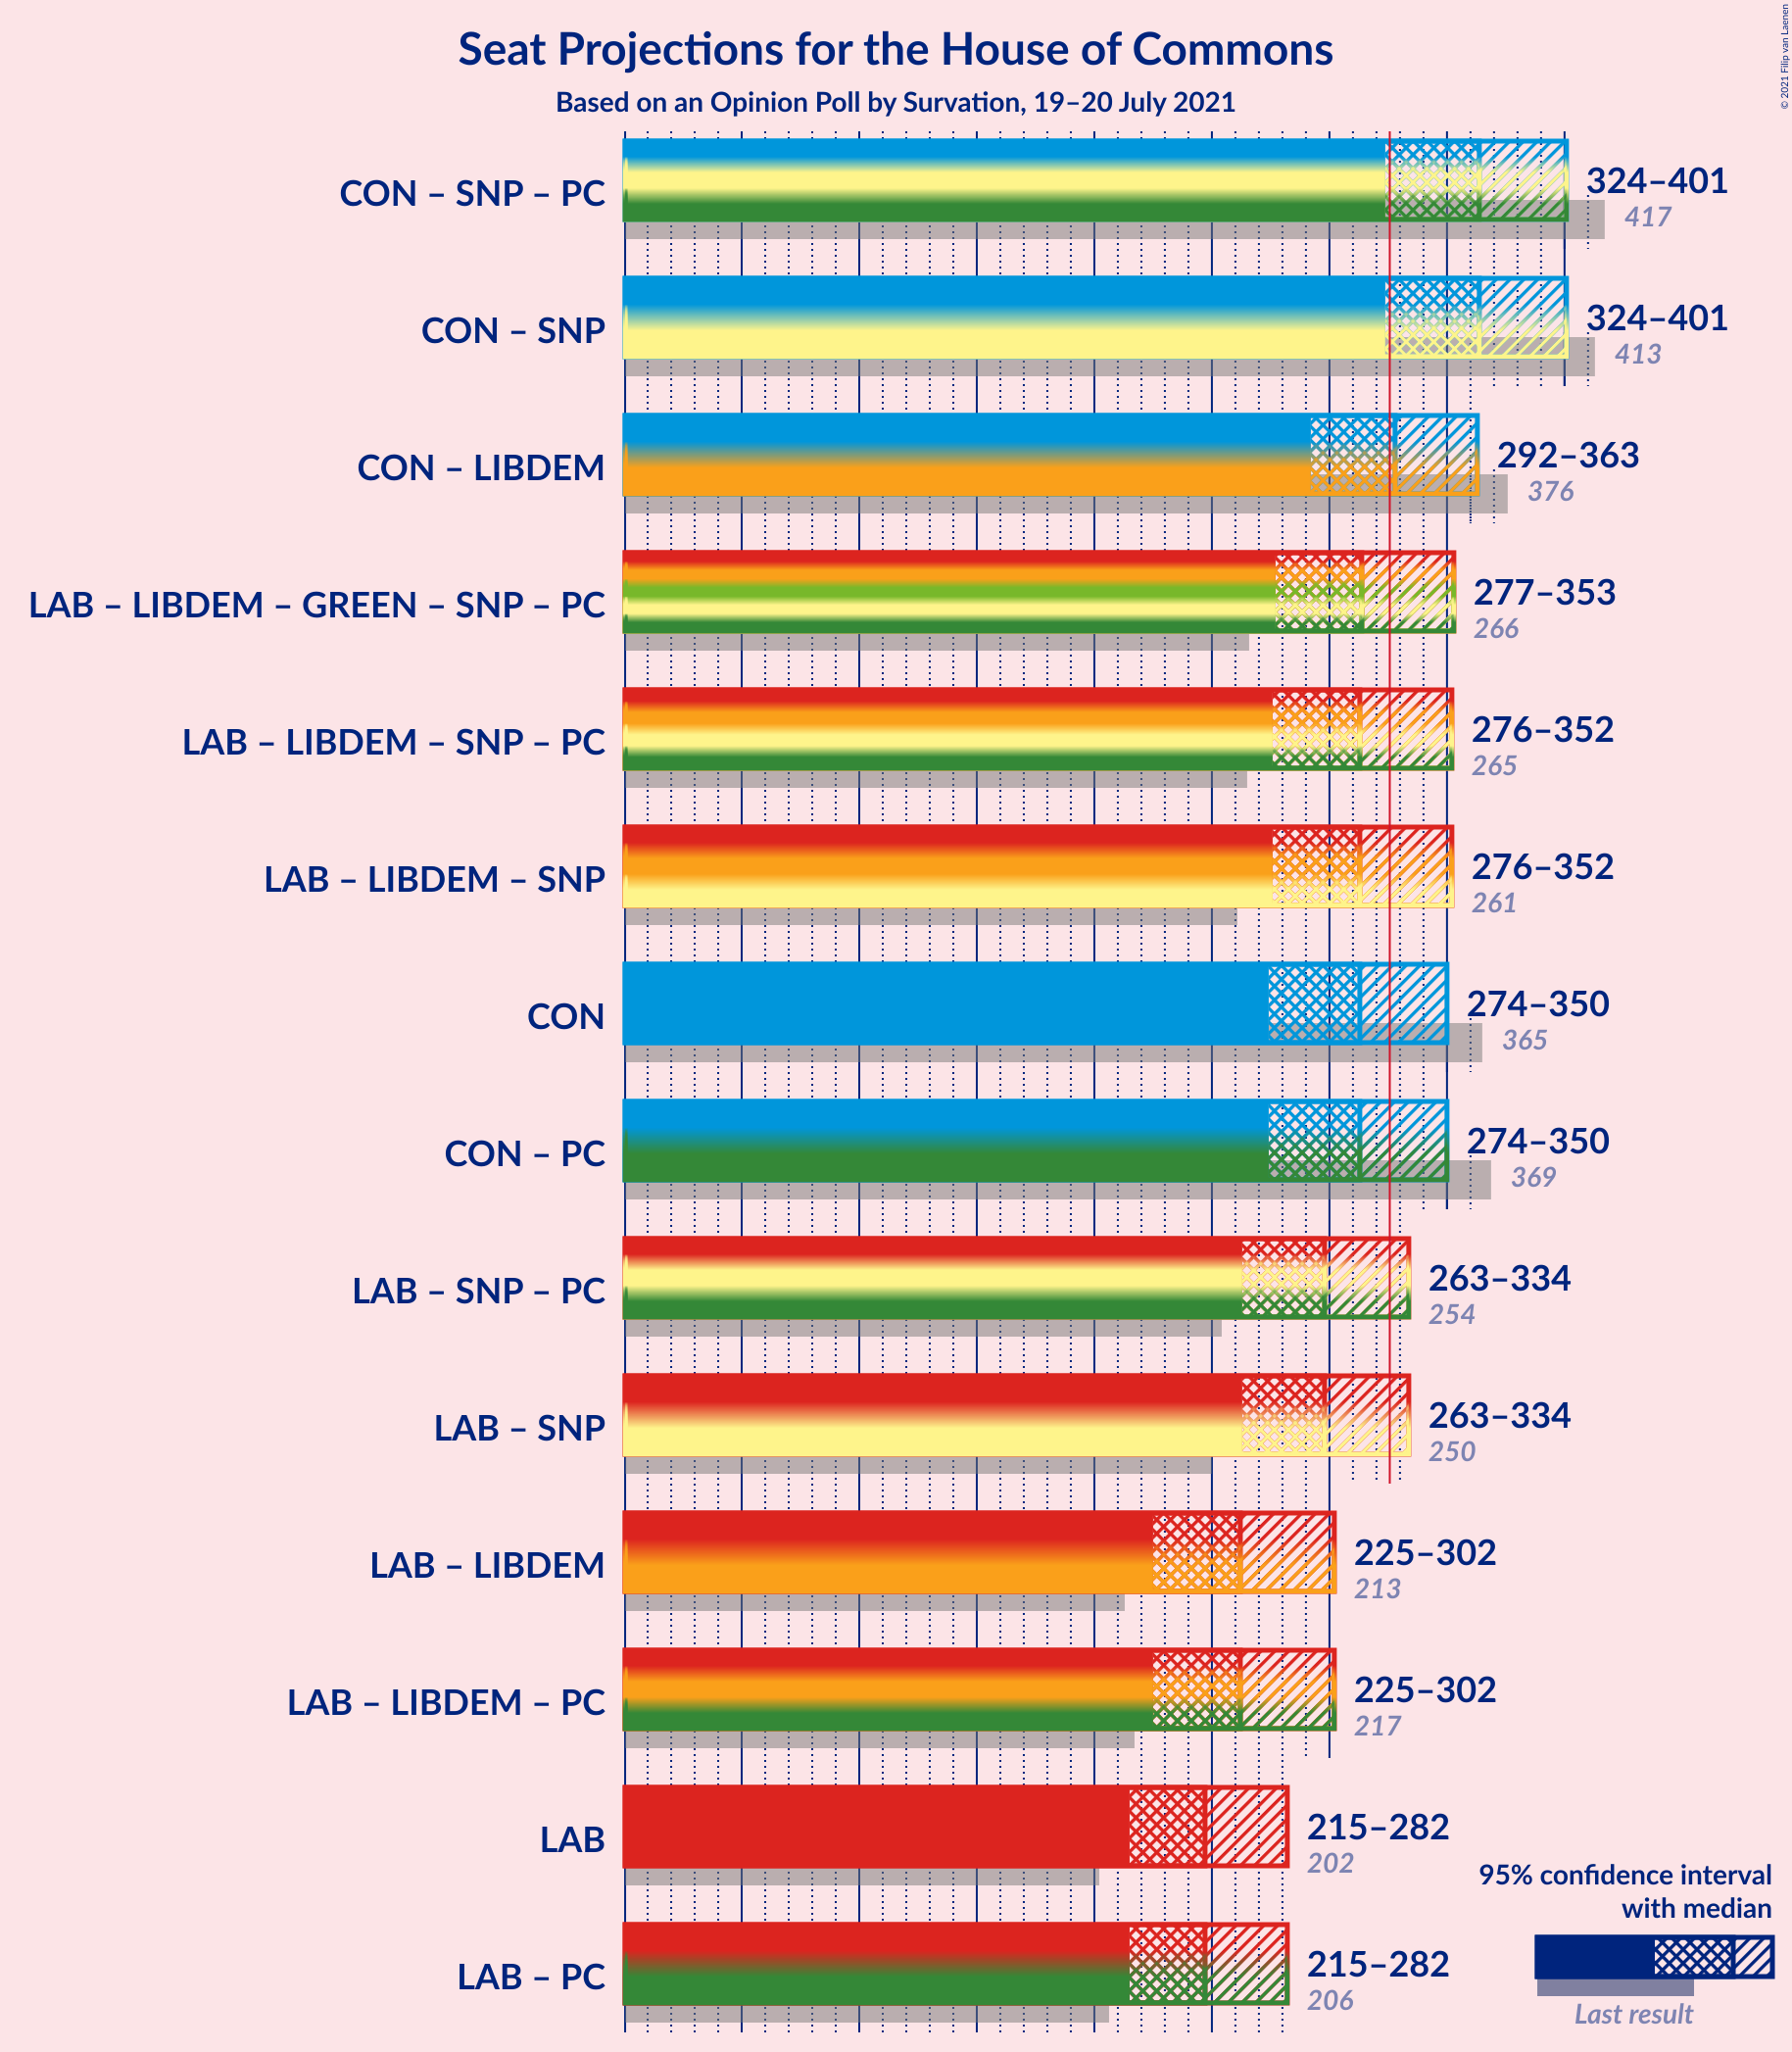 Seat Projections for the House of Commons
Based on an Opinion Poll by Survation, 19–20 July 2021
© 2021 Filip van Laenen
CON – SNP – PC
324–401
417
CON – SNP
324–401
413
CON – LIBDEM
292–363
376
LAB – LIBDEM – GREEN – SNP – PC
277–353
266
LAB – LIBDEM – SNP – PC
276–352
265
LAB – LIBDEM – SNP
276–352
261
CON
274–350
365
CON – PC
274–350
369
LAB – SNP – PC
263–334
254
LAB – SNP
263–334
250
LAB – LIBDEM
225–302
213
LAB – LIBDEM – PC
225–302
217
LAB
215–282
202
LAB – PC
215–282
206
95% confidence interval
with median
Last result